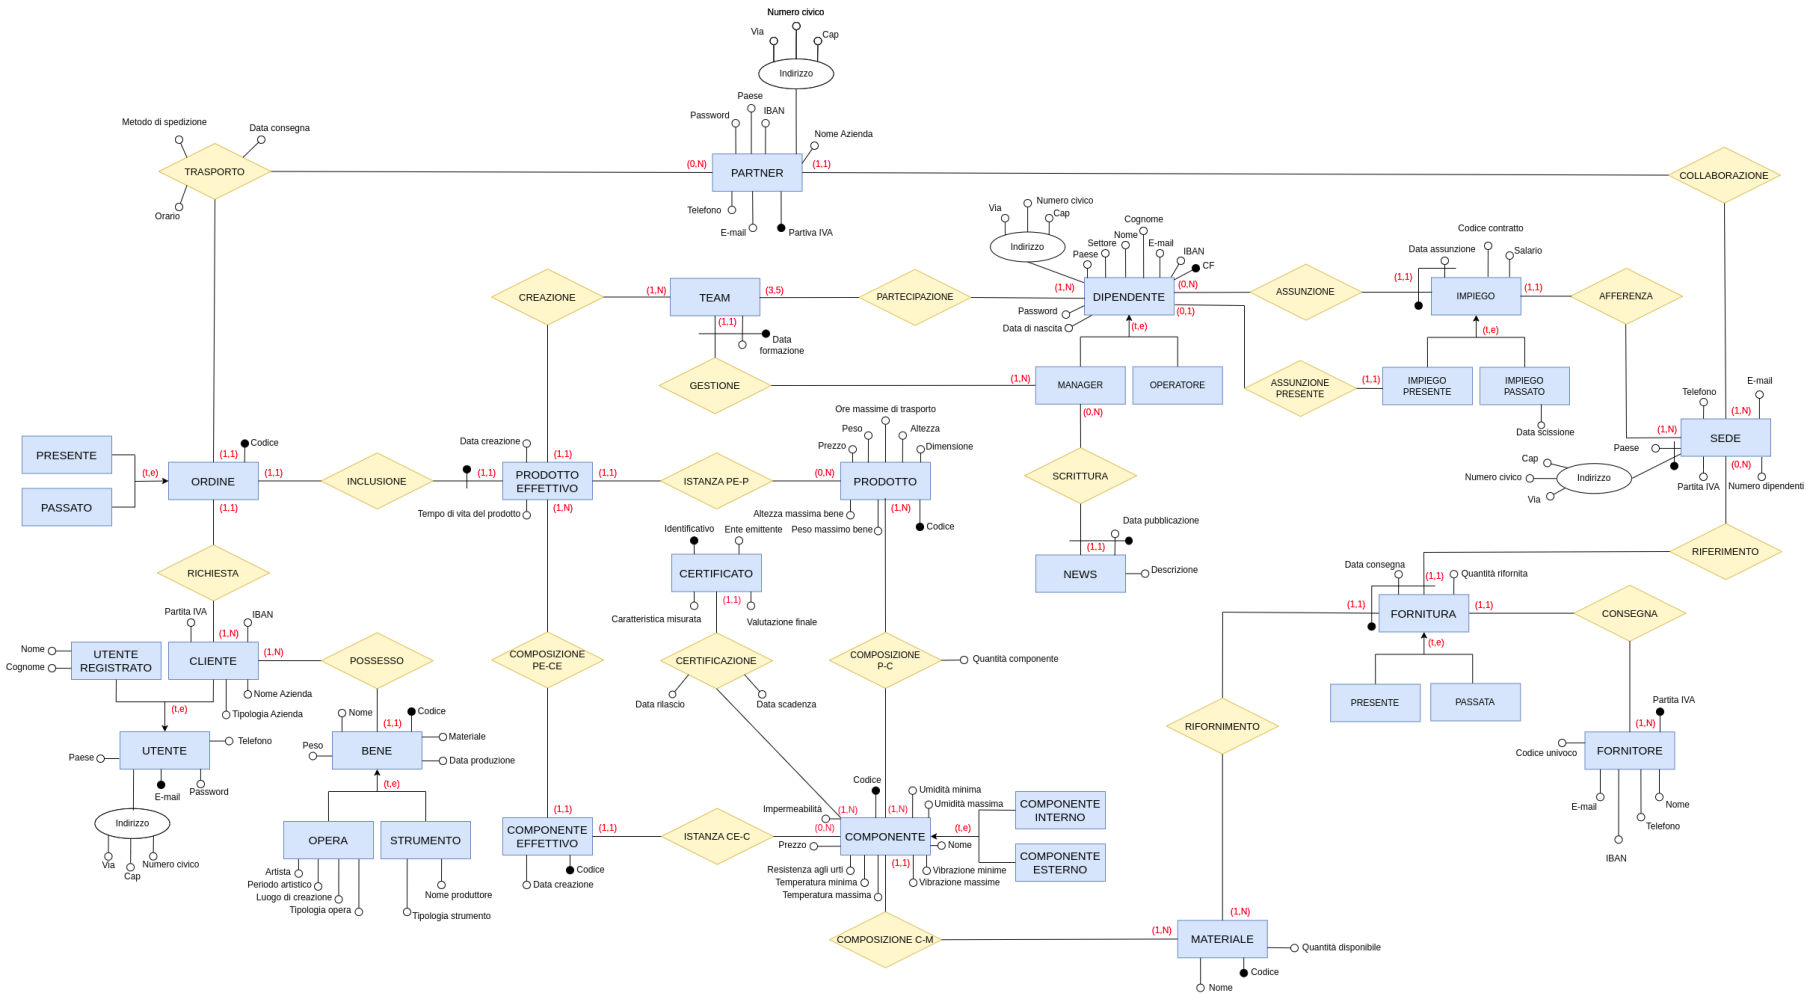 Numero civico
Via
Cap
Indirizzo
Paese
Password
IBAN
Nome Azienda
Metodo di spedizione
Data consegna
TRASPORTO
Orario
(0,N)
PARTNER
(1,1)
COLLABORAZIONE
Telefono
E-mail
Partiva IVA
Via
Numero civico
Cap
Indirizzo
Cognome
Nome
Settore
E-mail
Paese
IBAN
CF
Codice contratto
Data assunzione
Salario
CREAZIONE
(1,N)
TEAM
(3,5)
PARTECIPAZIONE
(1,N)
DIPENDENTE
(0,N)
(0,1)
ASSUNZIONE
(1,1)
IMPIEGO
(1,1)
AFFERENZA
Password
Data di nascita
(t,e)
(t,e)
(1,1)
Data
formazione
GESTIONE
(1,N)
MANAGER
OPERATORE
ASSUNZIONE
PRESENTE
(1,1)
IMPIEGO
PRESENTE
IMPIEGO
PASSATO
Data scissione
(0,N)
Telefono
E-mail
(1,N)
(1,N)
SEDE
Paese
Cap
Numero civico
Via
Indirizzo
Partita IVA
(0,N)
Numero dipendenti
PRESENTE
PASSATO
(t,e)
ORDINE
Codice
(1,1)
(1,1)
(1,1)
INCLUSIONE
(1,1)
Data creazione
(1,1)
PRODOTTO
EFFETTIVO
(1,1)
Tempo di vita del prodotto
(1,N)
ISTANZA PE-P
(0,N)
Ore massime di trasporto
Peso
Altezza
Prezzo
Dimensione
PRODOTTO
Altezza massima bene
Peso massimo bene
(1,N)
Codice
SCRITTURA
Data pubblicazione
(1,1)
NEWS
Descrizione
RIFERIMENTO
RICHIESTA
Identificativo
Ente emittente
CERTIFICATO
Caratteristica misurata
(1,1)
Valutazione finale
Data consegna
Quantità rifornita
(1,1)
(1,1)
FORNITURA
(1,1)
CONSEGNA
(t,e)
PRESENTE
PASSATA
Partita IVA
IBAN
(1,N)
Nome
Cognome
UTENTE
REGISTRATO
CLIENTE
(1,N)
POSSESSO
Nome Azienda
Tipologia Azienda
(t,e)
COMPOSIZIONE
PE-CE
CERTIFICAZIONE
Data rilascio
Data scadenza
COMPOSIZIONE
P-C
Quantità componente
RIFORNIMENTO
Partita IVA
(1,N)
Codice univoco
FORNITORE
E-mail
Nome
Telefono
IBAN
UTENTE
Telefono
Paese
E-mail
Password
Indirizzo
Via
Cap
Numero civico
Nome
Codice
(1,1)
Peso
BENE
Materiale
Data produzione
(t,e)
OPERA
STRUMENTO
Artista
Periodo artistico
Luogo di creazione
Tipologia opera
Nome produttore
Tipologia strumento
(1,1)
COMPONENTE
EFFETTIVO
(1,1)
Codice
Data creazione
ISTANZA CE-C
Codice
Umidità minima
Umidità massima
Impermeabilità
(1,N)
(1,N)
(0,N)
Prezzo
COMPONENTE
(t,e)
Nome
COMPONENTE
INTERNO
COMPONENTE
ESTERNO
Resistenza agli urti
Temperatura minima
Temperatura massima
(1,1)
Vibrazione minime
Vibrazione massime
COMPOSIZIONE C-M
(1,N)
(1,N)
MATERIALE
Quantità disponibile
Codice
Nome